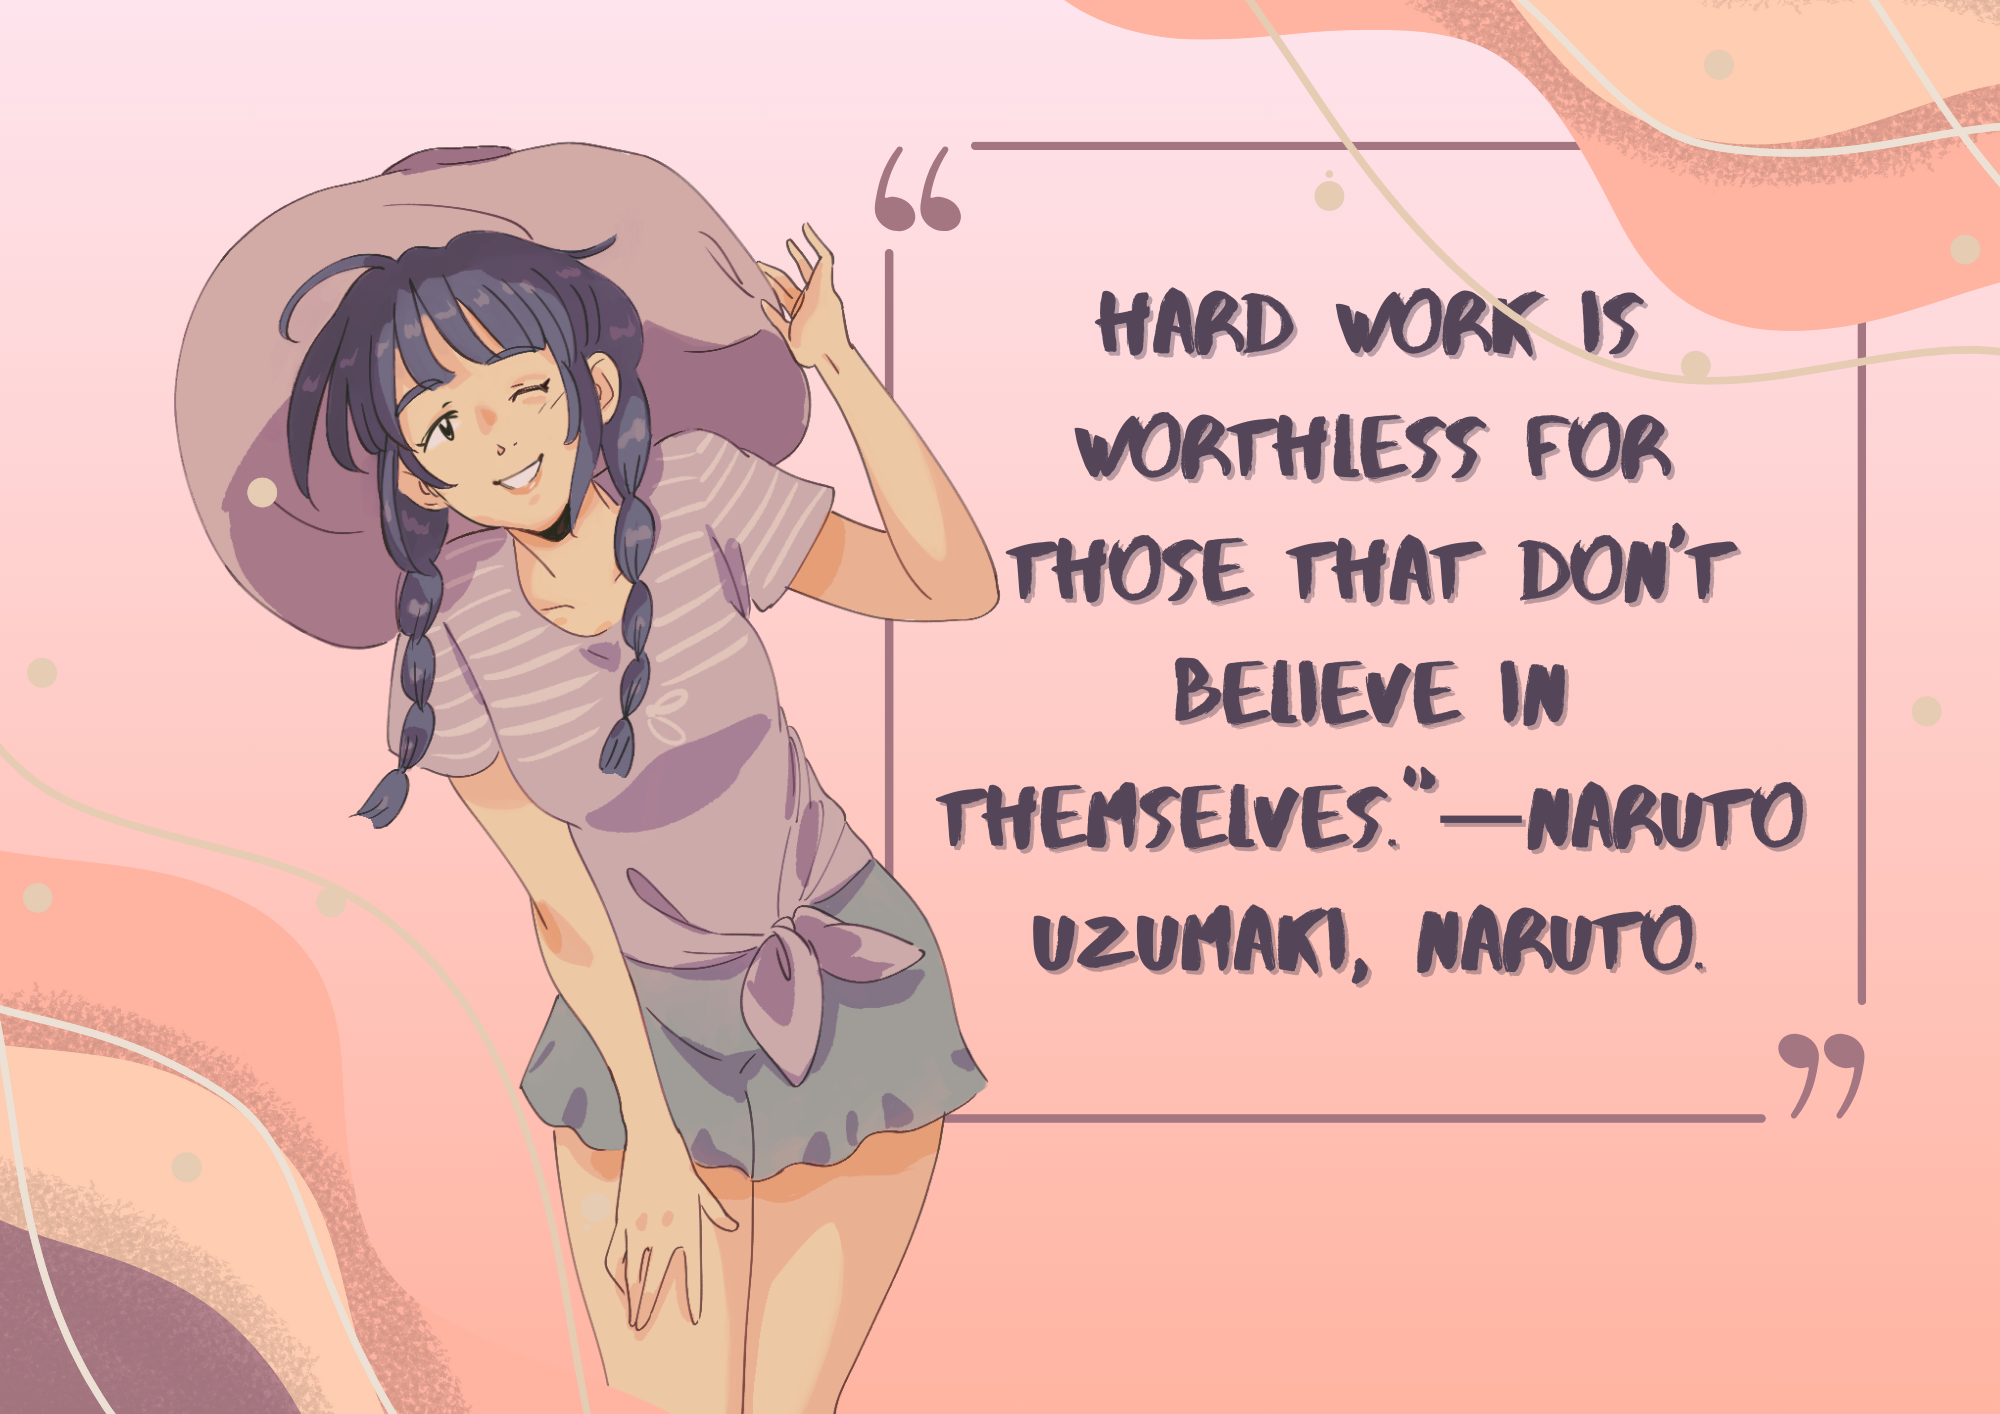 “
HARD WORK IS
WORTHLESS FOR
THOSE THAT DON'T
BELIEVE IN
THEMSELVES.”—NARUTO
UZUMAKI, NARUTO.
”